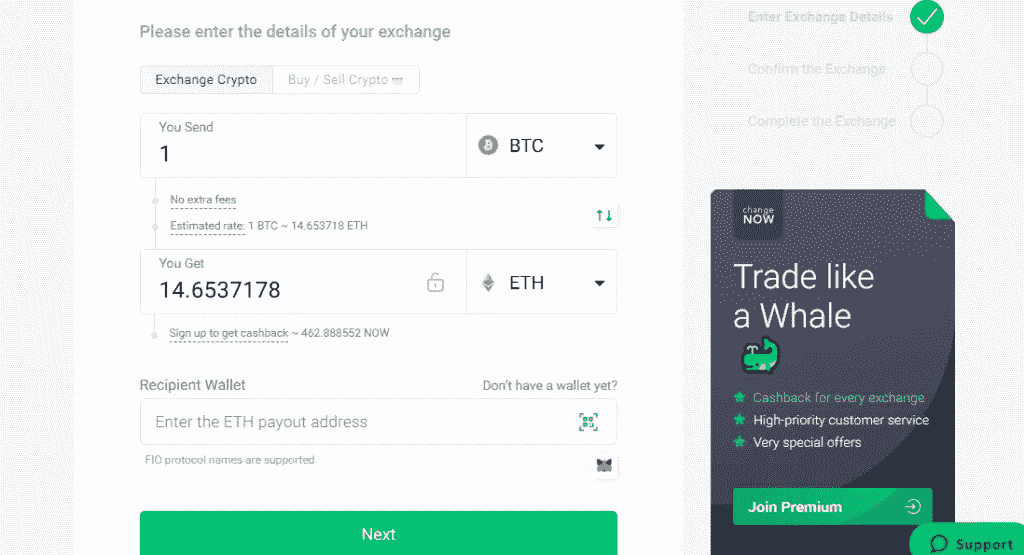 Please enter the details of your exchange
Exchange Crypto
Buy / Sell Crypto
You Send
1
BTC
No extra fees
Estimated rate: 1 BTC ~ 14.653718 ETH
You Get
14.6537178
ETH
Sign up to get cashback ~ 462.888552 NOW
Recipient Wallet
Don't have a wallet yet?
Enter the ETH payout address
FIO protocol names are supported
Next
Enter Exchange Details
Confirm the Exchange
Complete the Exchange
change
NOW
Trade like
a Whale
Cashback for every exchange
High-priority customer service
Very special offers
Join Premium
Support